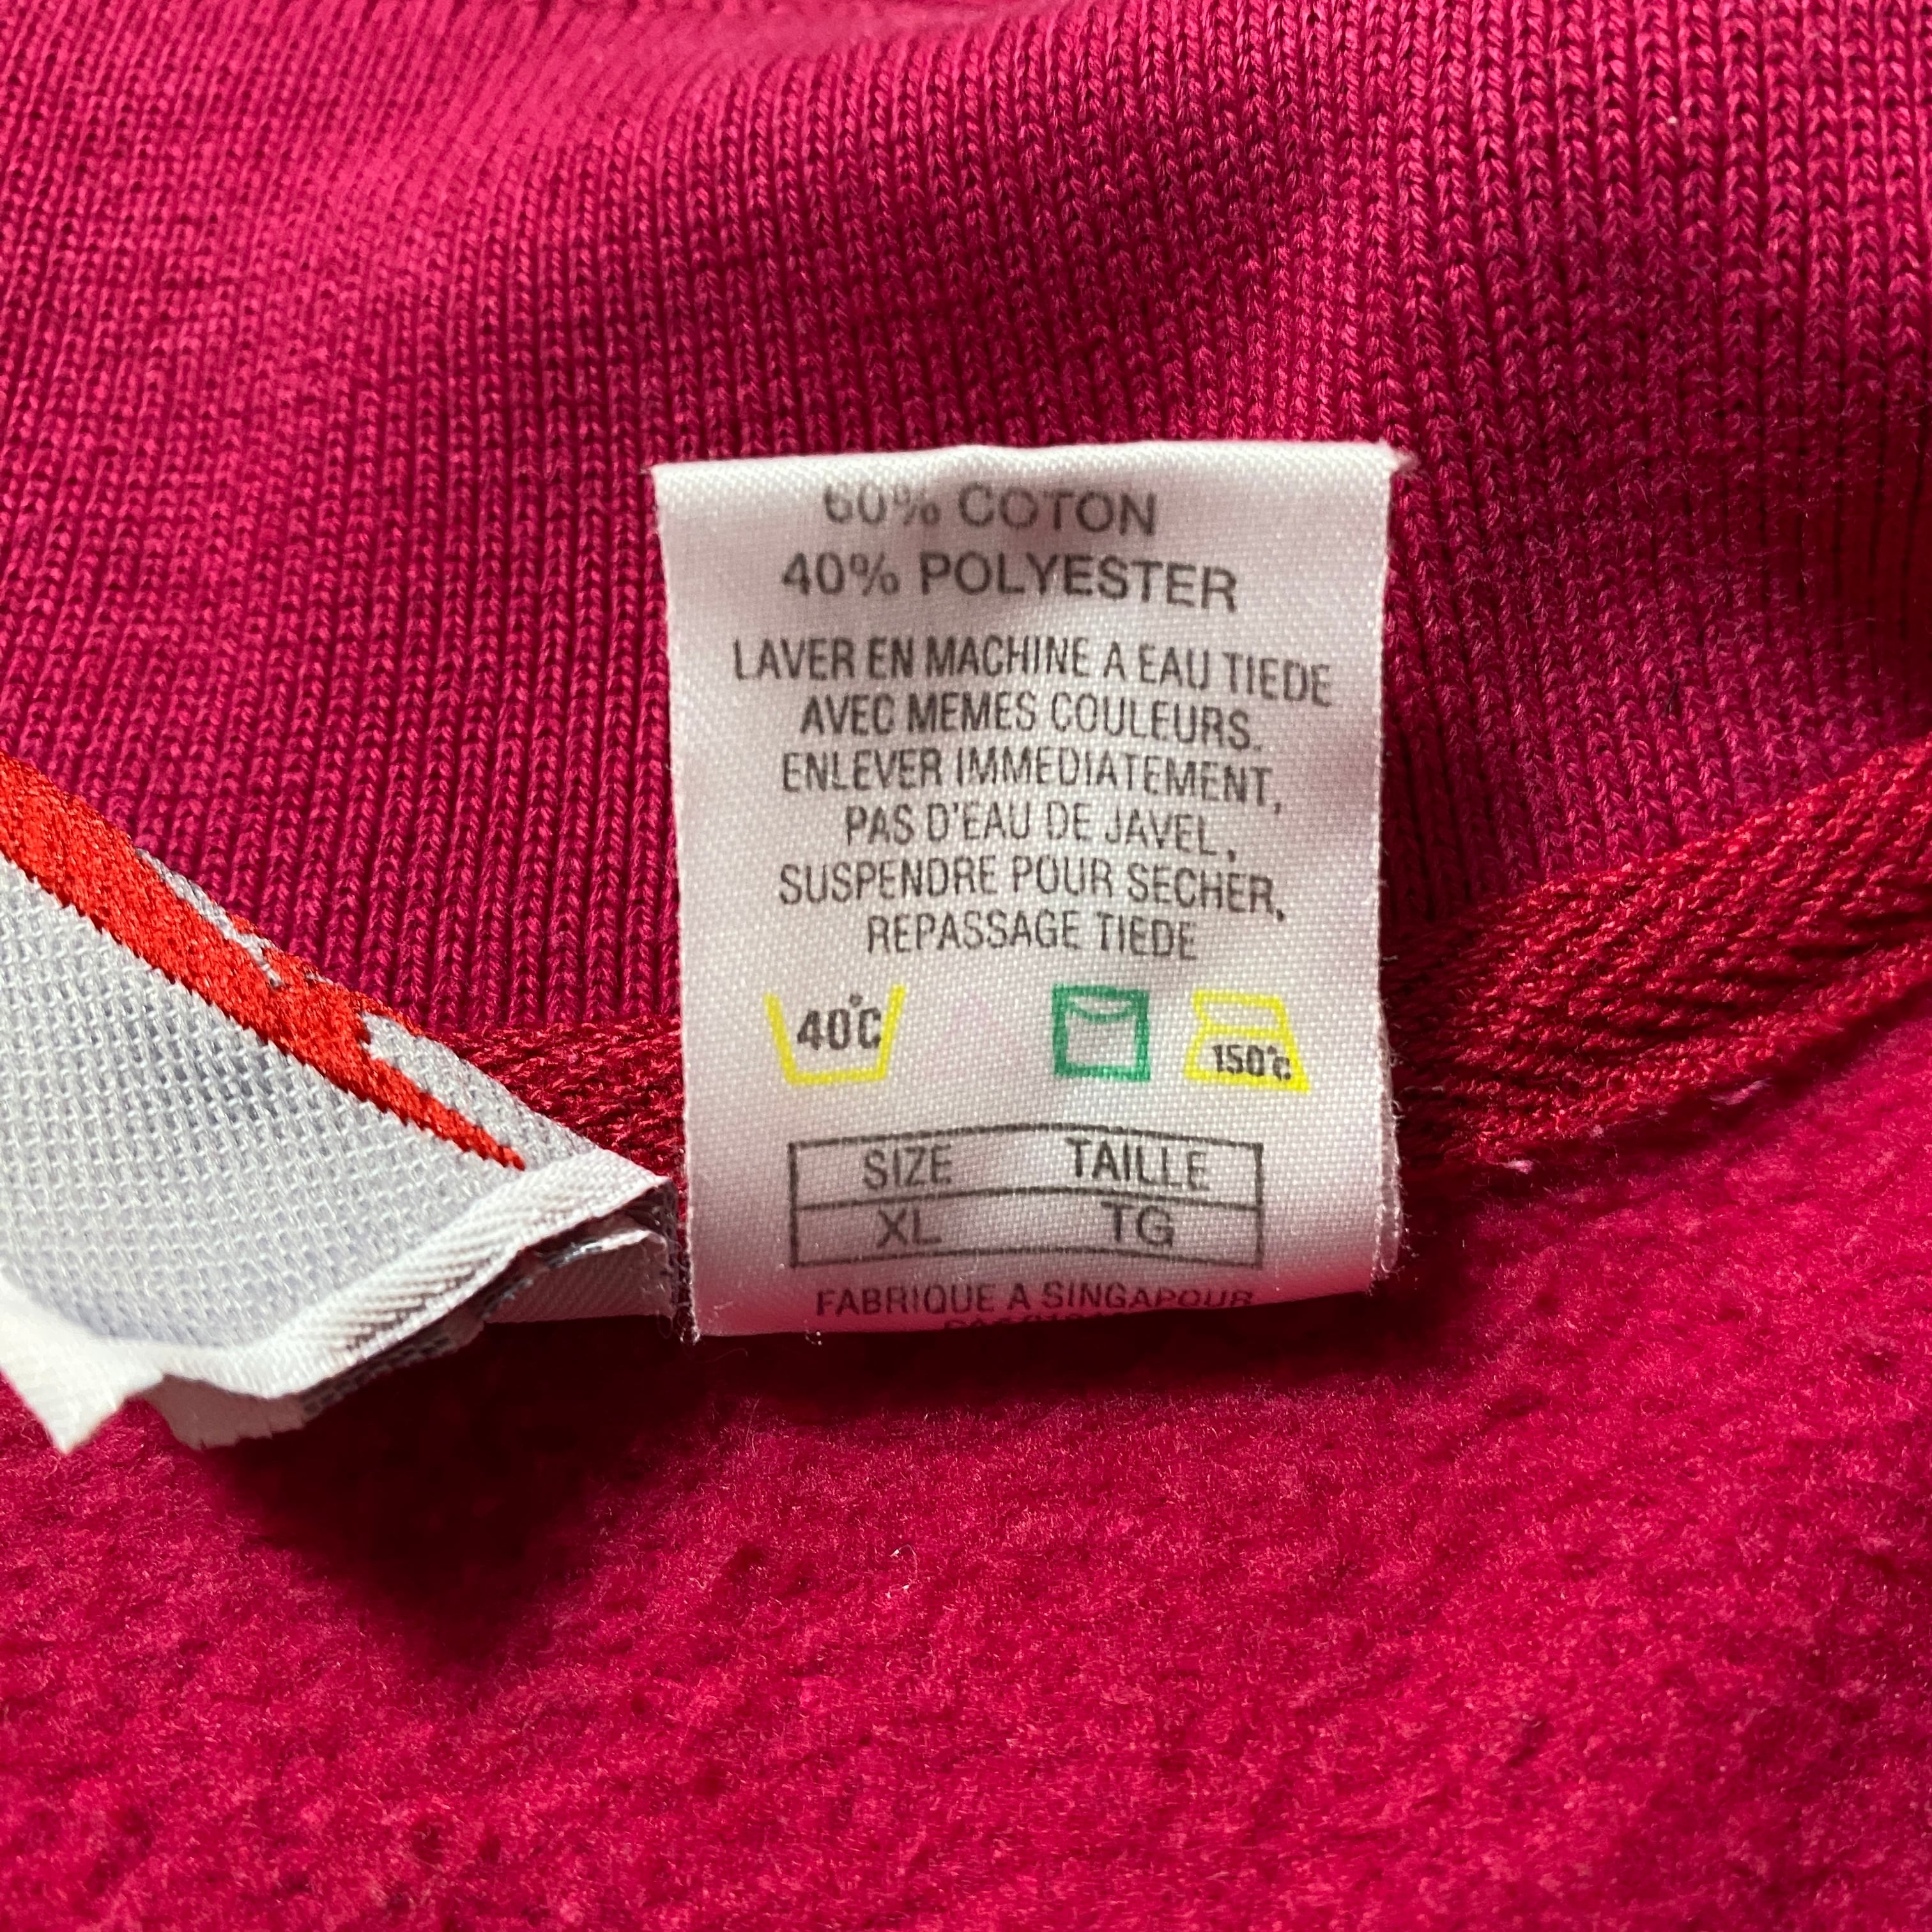 60% COTON
40% POLYESTER
LAVER EN MACHINE A EAU TIEDE
AVEC MEMES COULEURS.
ENLEVER IMMEDIATEMENT,
PAS D'EAU DE JAVEL,
SUSPENDRE POUR SECHER,
REPASSAGE TIEDE
40°C 150°C
SIZE TAILLE
XL TG
FABRIQUE A SINGAPOUR